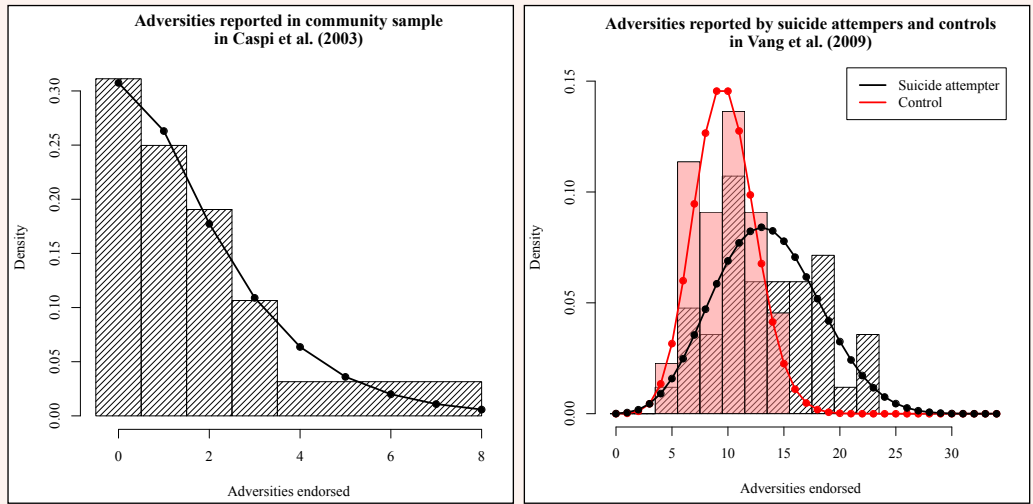 Adversities reported in community sample
in Caspi et al. (2003)
Density
0.00
0.05
0.10
0.15
0.20
0.25
0.30
0
2
4
6
8
Adversities endorsed
Adversities reported by suicide attempers and controls
in Vang et al. (2009)
Suicide attempter
Control
Density
0.00
0.05
0.10
0.15
0
5
10
15
20
25
30
Adversities endorsed